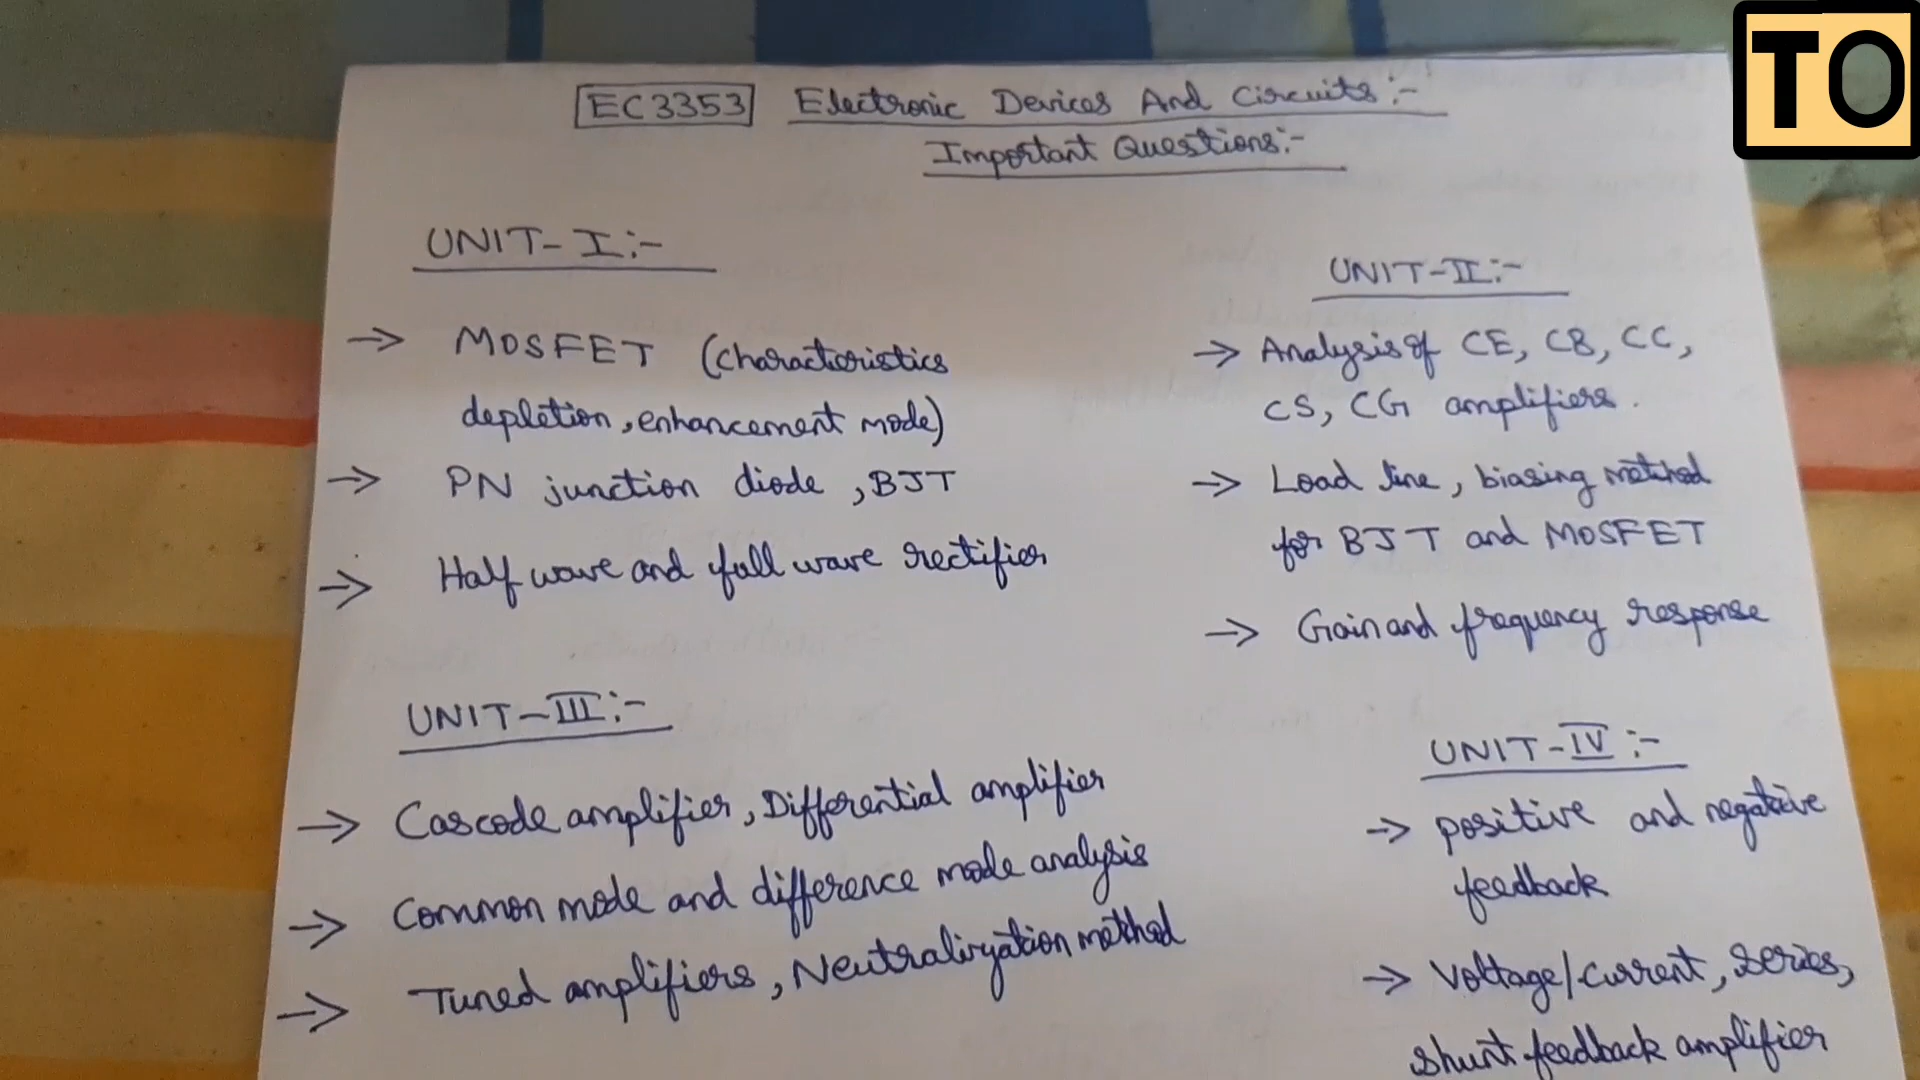 TO
EC3353 Electronic Devices And Circuits:-
Important Questions:-
UNIT-I:-
→ MOSFET (characteristics
depletion, enhancement mode)
→ PN junction diode, BJT
→ Half wave and full wave rectifier
UNIT-II:-
→ Analysis of CE, CB, CC,
CS, CG amplifiers.
→ Load line, biasing method
for BJT and MOSFET
→ Gain and frequency response
UNIT-III:-
→ Cascode amplifier, Differential amplifier
→ Common mode and difference mode analysis
→ Tuned amplifiers, Neutralization method
UNIT-IV:-
→ positive and negative
feedback
→ Voltage/current, series,
shunt feedback amplifier